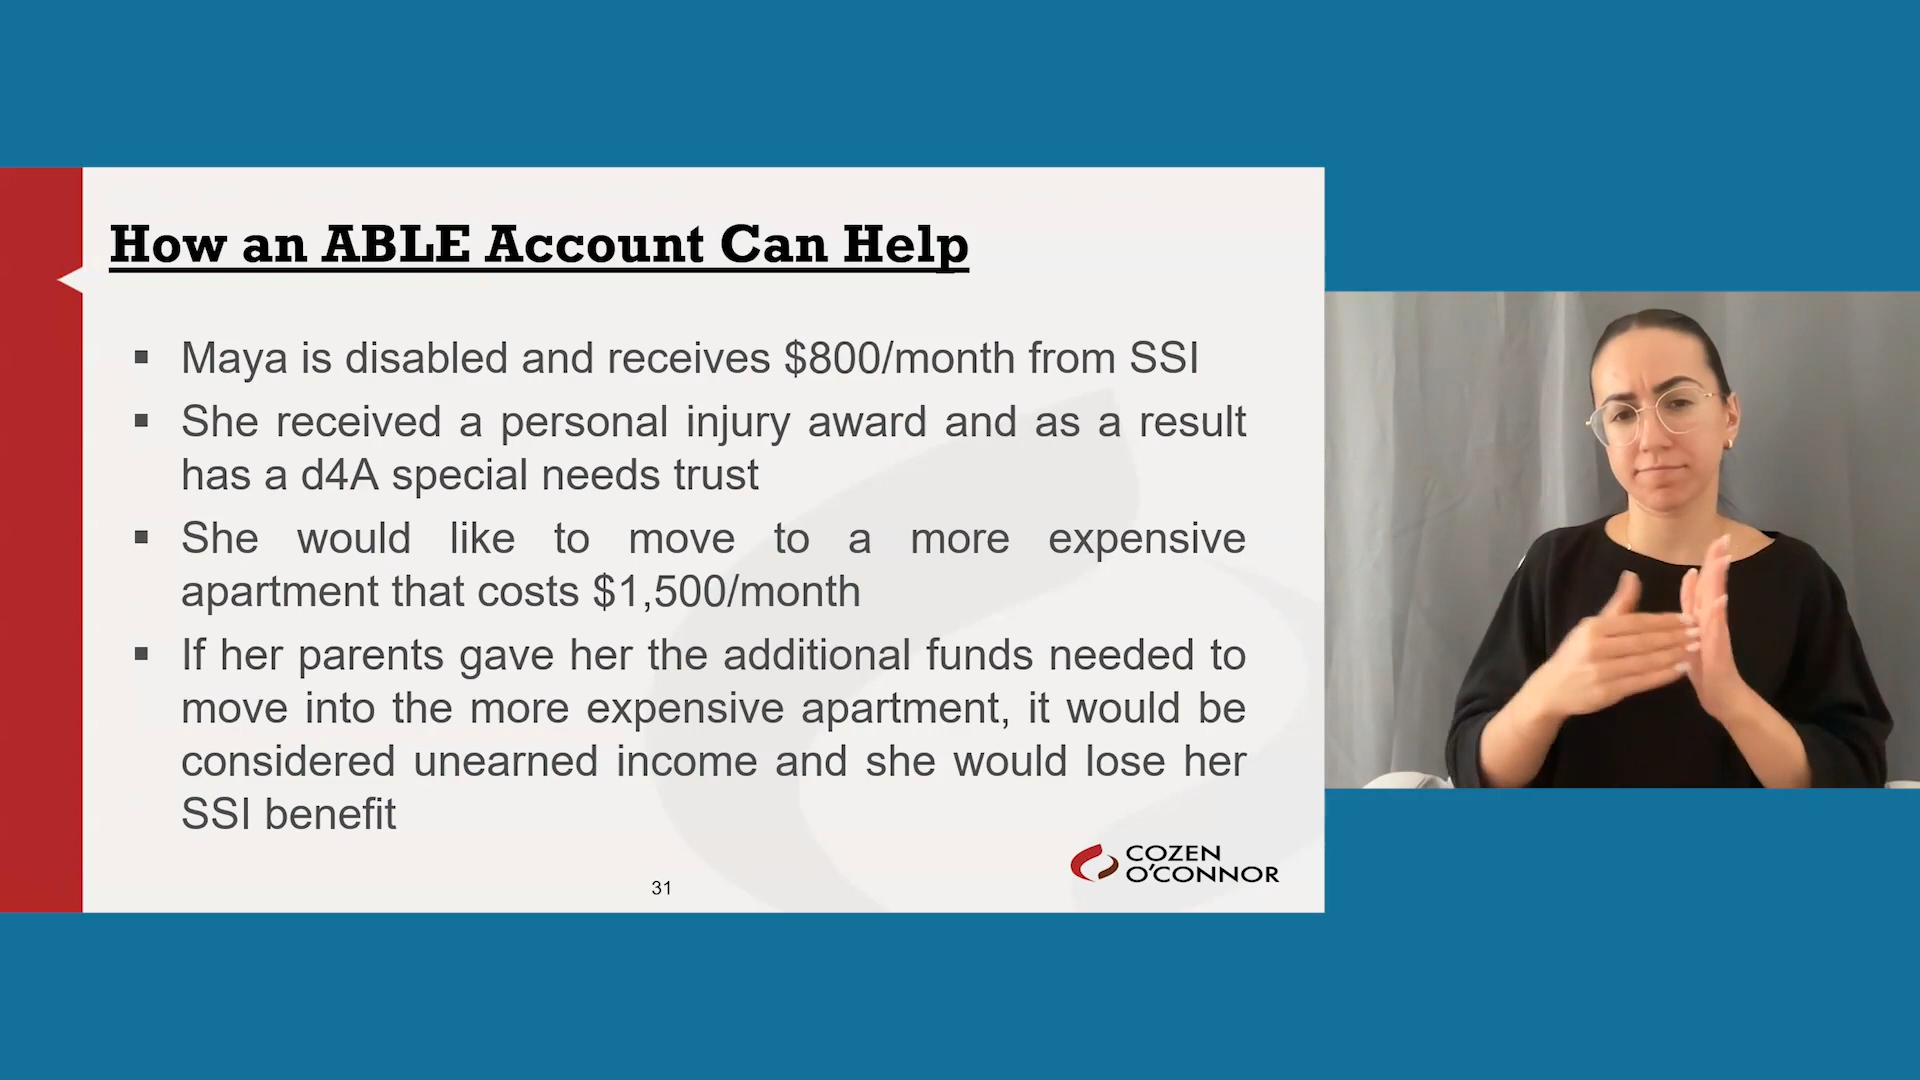 How an ABLE Account Can Help
▪ Maya is disabled and receives $800/month from SSI
▪ She received a personal injury award and as a result
has a d4A special needs trust
▪ She would like to move to a more expensive
apartment that costs $1,500/month
▪ If her parents gave her the additional funds needed to
move into the more expensive apartment, it would be
considered unearned income and she would lose her
SSI benefit
COZEN
O'CONNOR
31